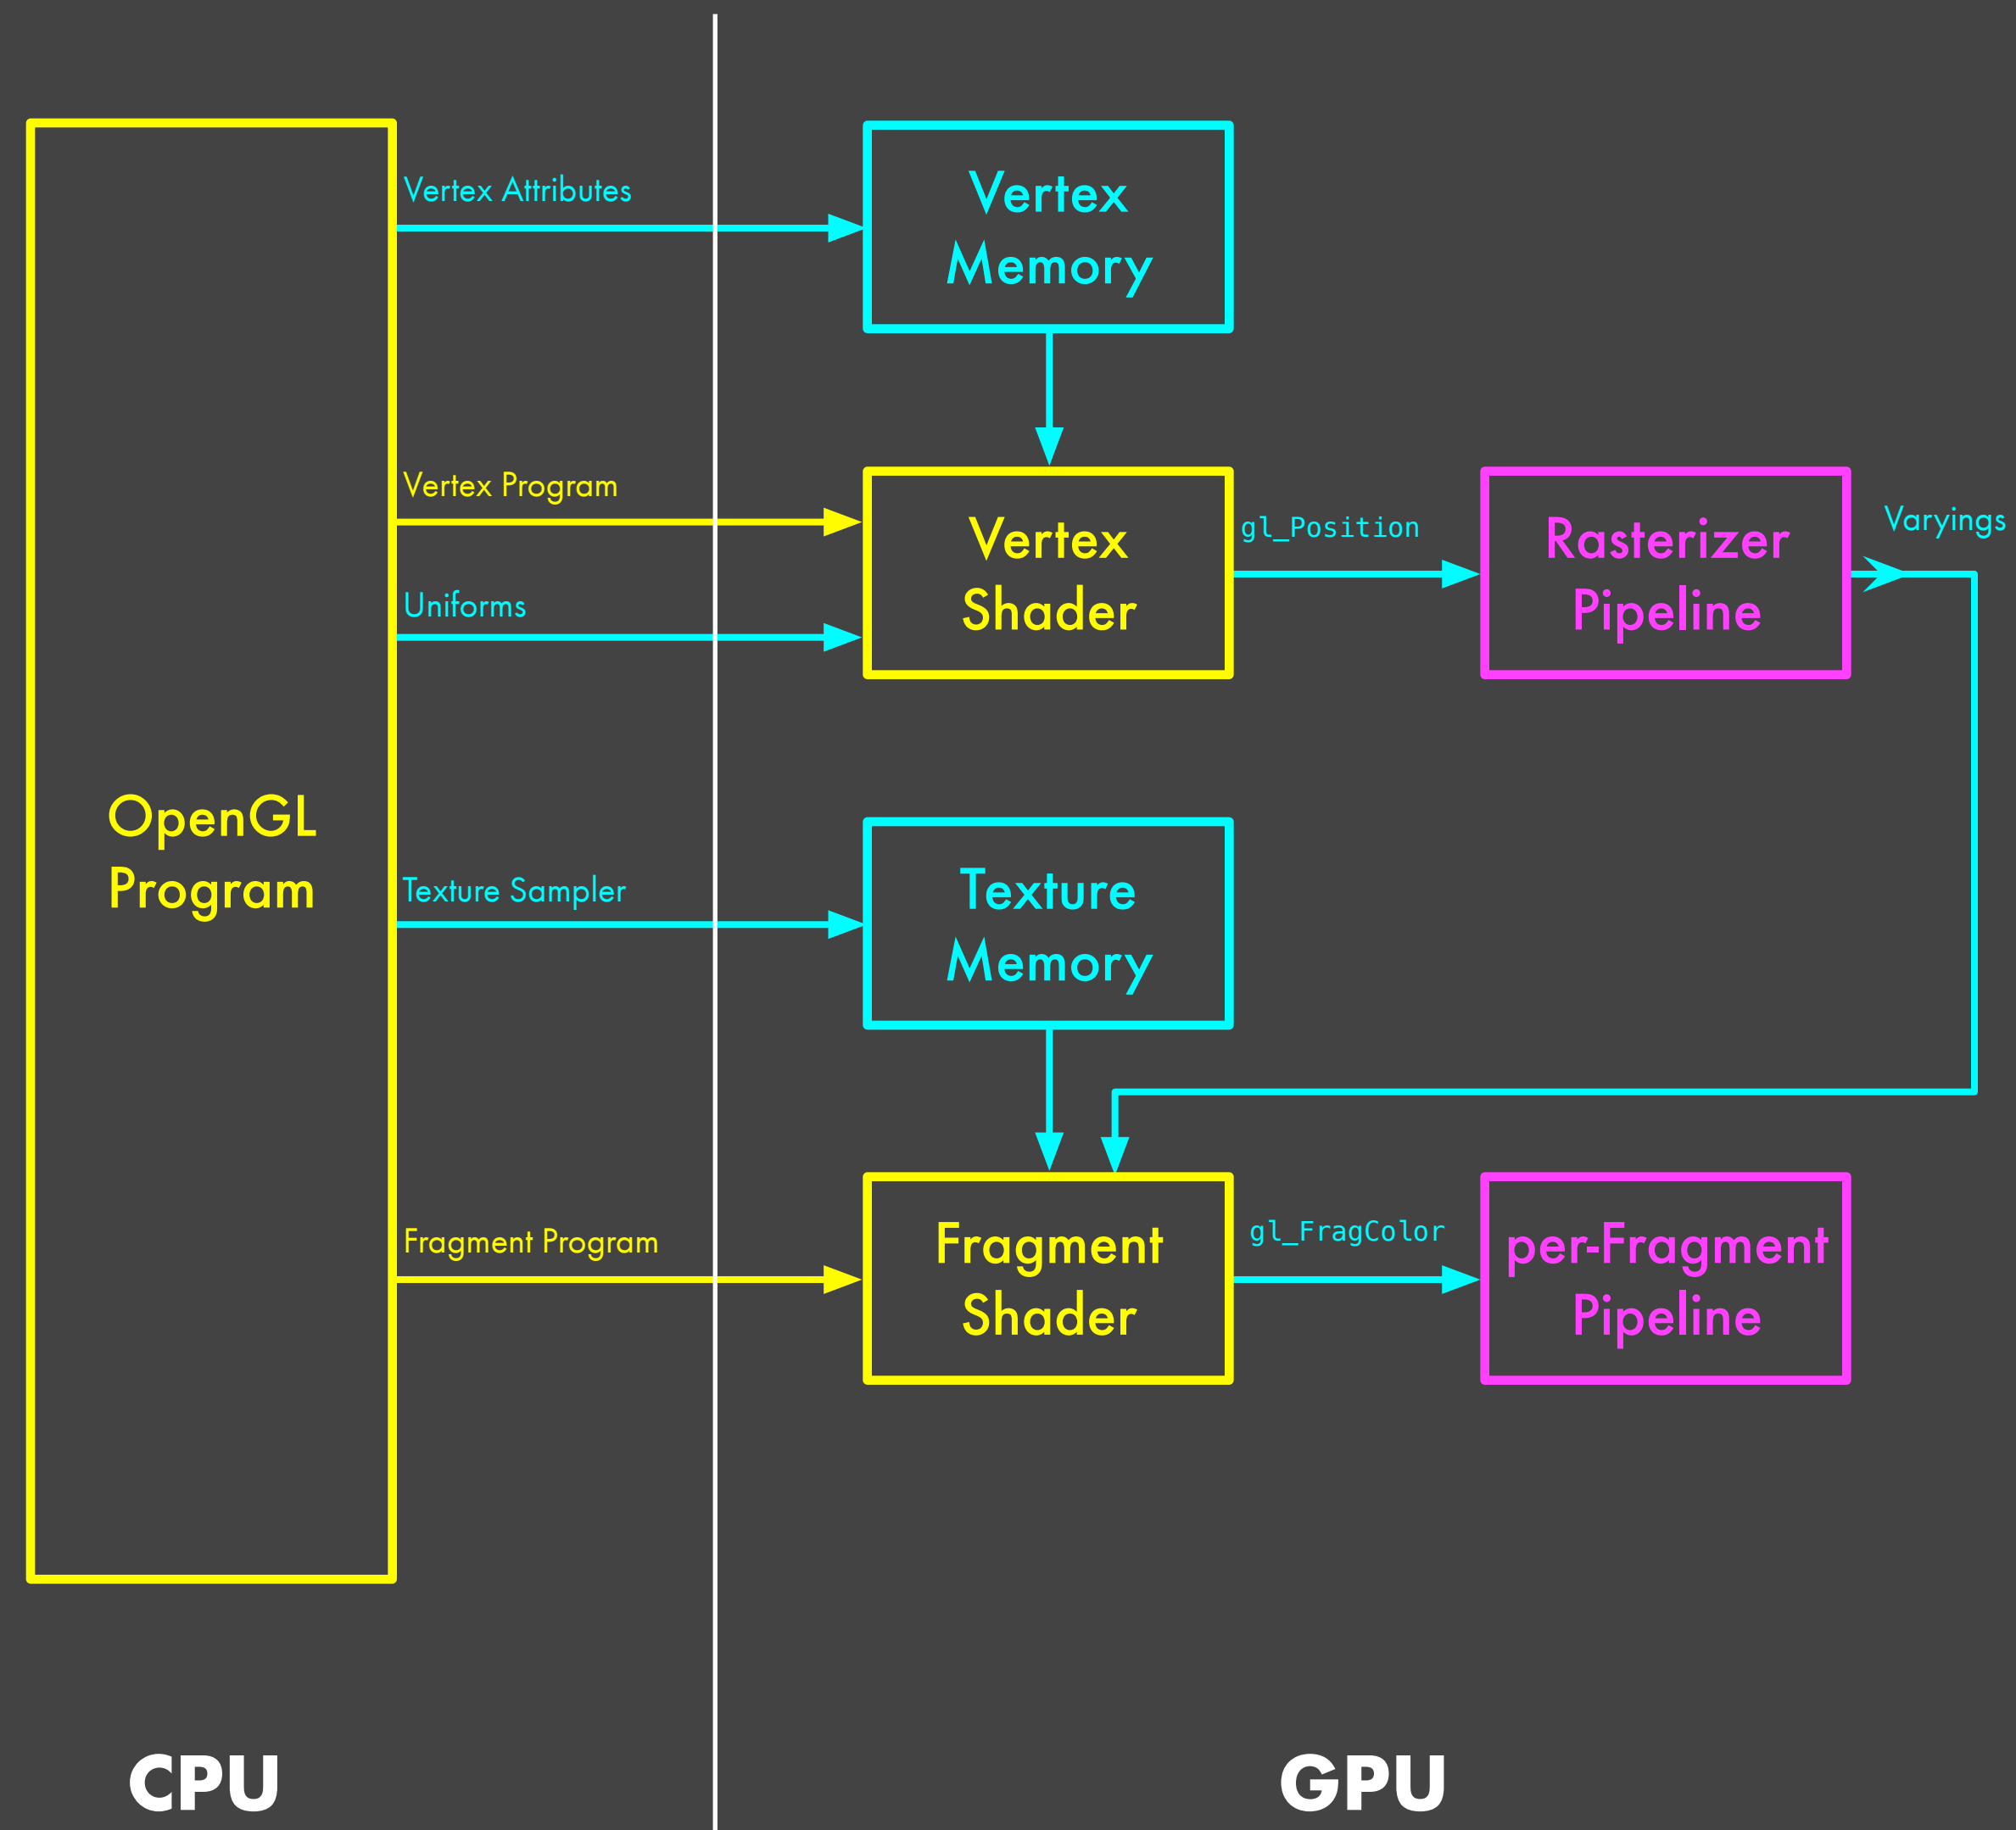 Vertex Attributes
Vertex
Memory
Vertex Program
Uniforms
Vertex
Shader
gl_Position
Rasterizer
Pipeline
Varyings
OpenGL
Program
Texture Sampler
Texture
Memory
Fragment Program
Fragment
Shader
gl_FragColor
per-Fragment
Pipeline
CPU
GPU